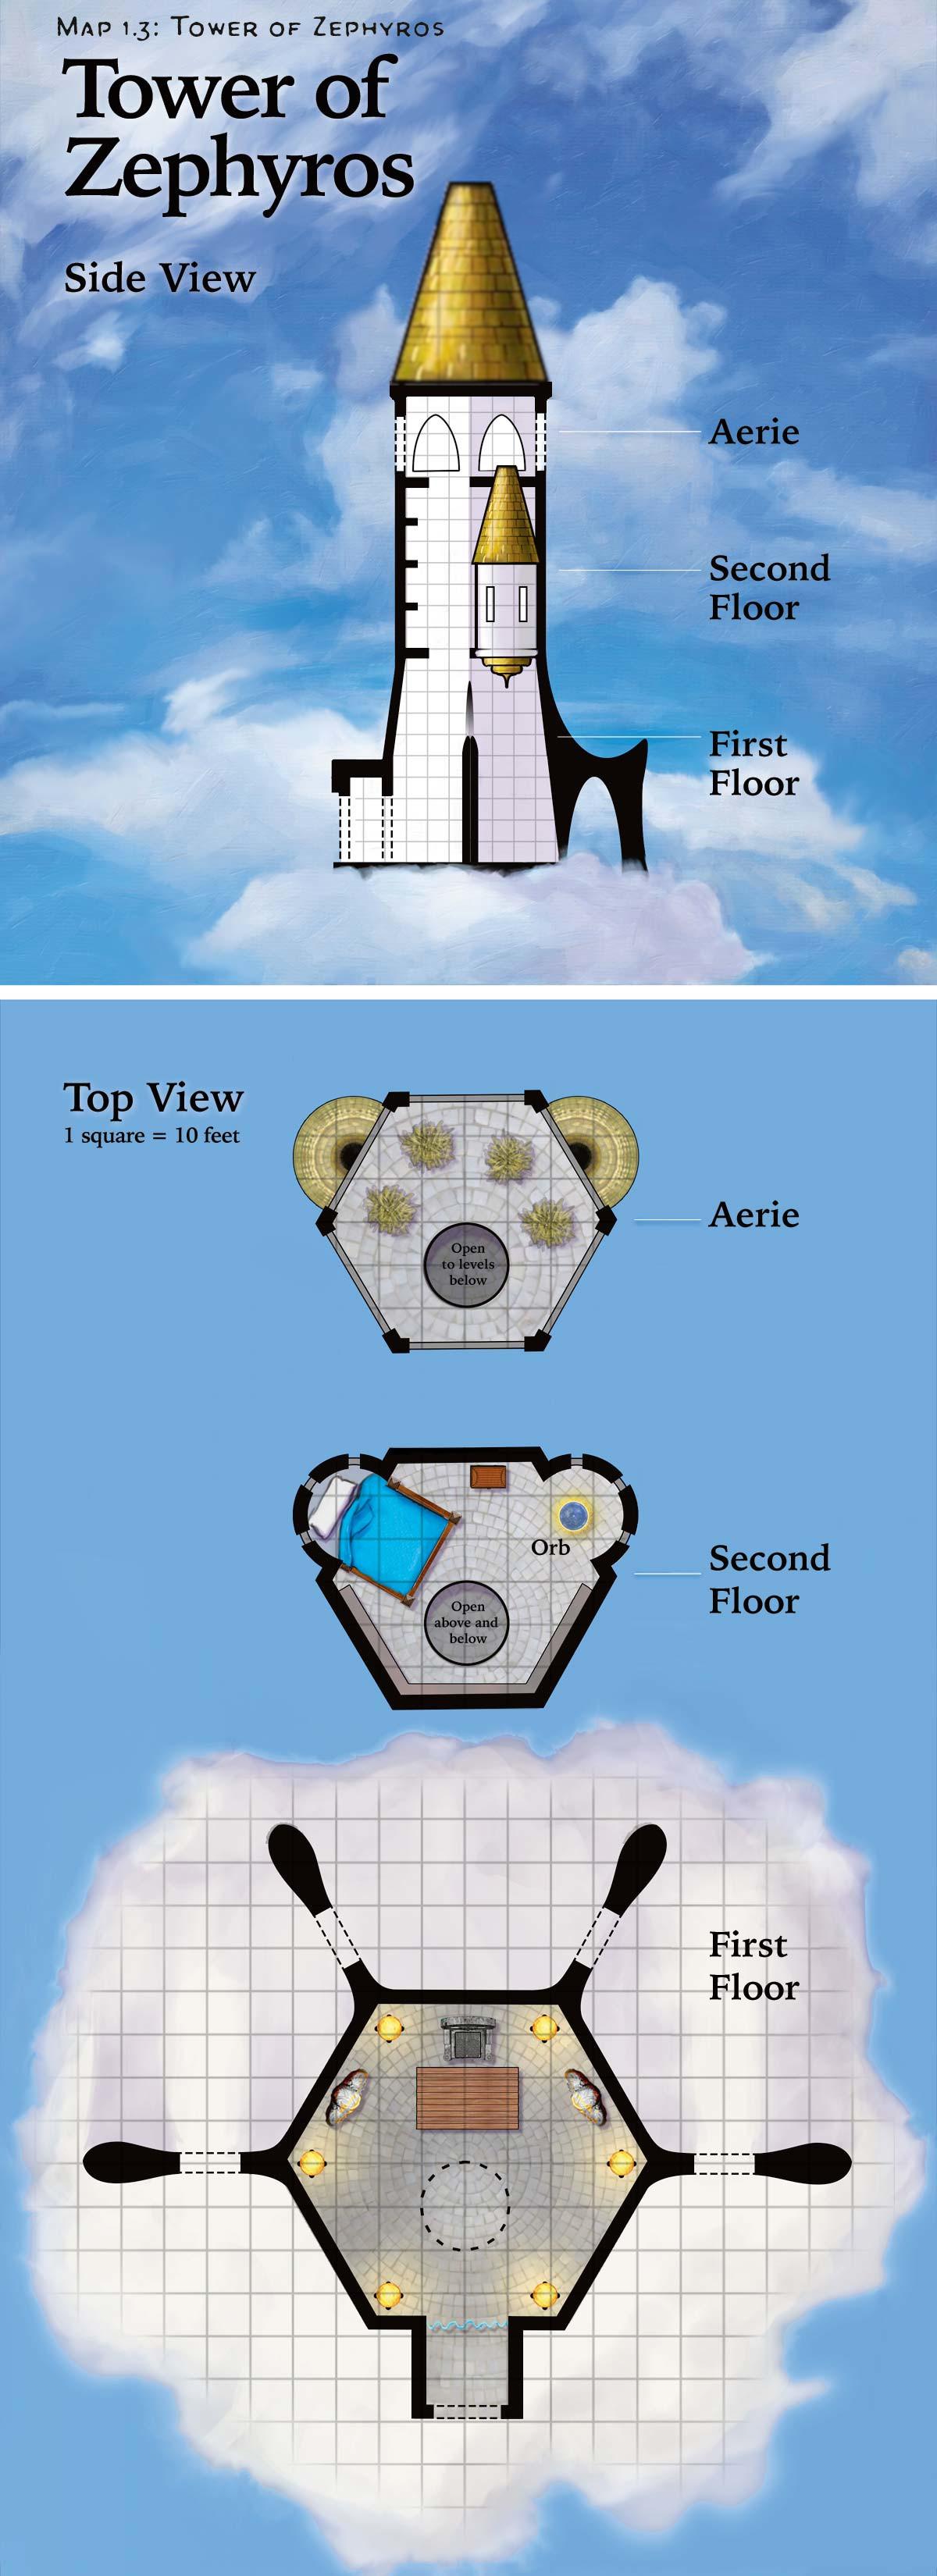 Map 1.3: Tower of Zephyros
Tower of
Zephyros
Side View
Aerie
Second
Floor
First
Floor
Top View
1 square = 10 feet
Aerie
Open
to levels
below
Orb
Second
Floor
Open
above and
below
First
Floor